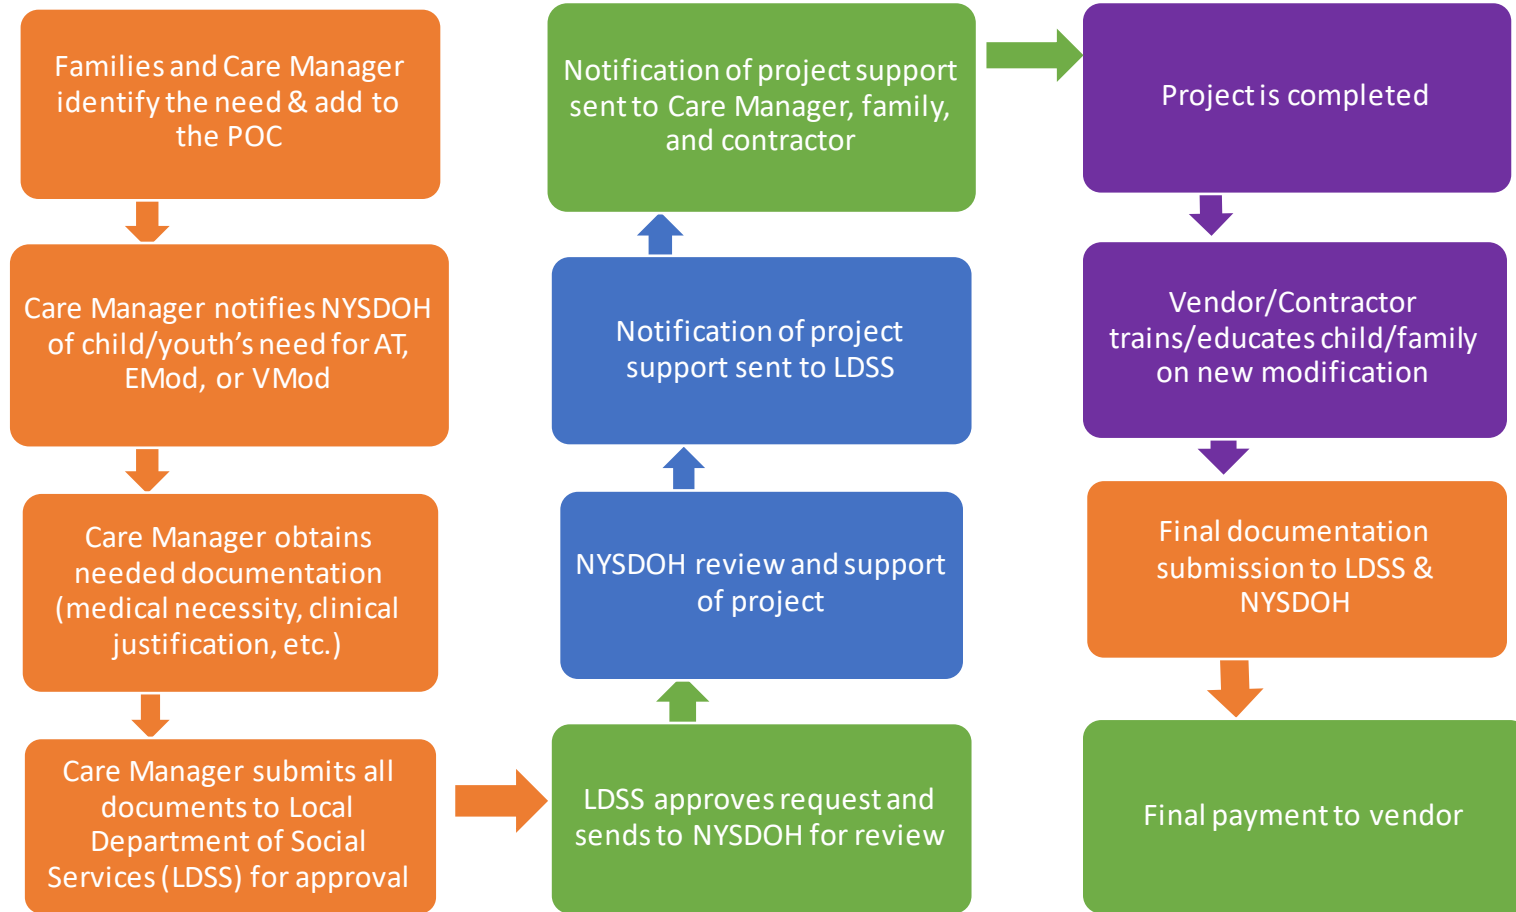 Families and Care Manager
identify the need & add to
the POC
Care Manager notifies NYSDOH
of child/youth’s need for AT,
EMod, or VMod
Care Manager obtains
needed documentation
(medical necessity, clinical
justification, etc.)
Care Manager submits all
documents to Local
Department of Social
Services (LDSS) for approval
LDSS approves request and
sends to NYSDOH for review
NYSDOH review and support
of project
Notification of project
support sent to LDSS
Notification of project support
sent to Care Manager, family,
and contractor
Project is completed
Vendor/Contractor
trains/educates child/family
on new modification
Final documentation
submission to LDSS &
NYSDOH
Final payment to vendor